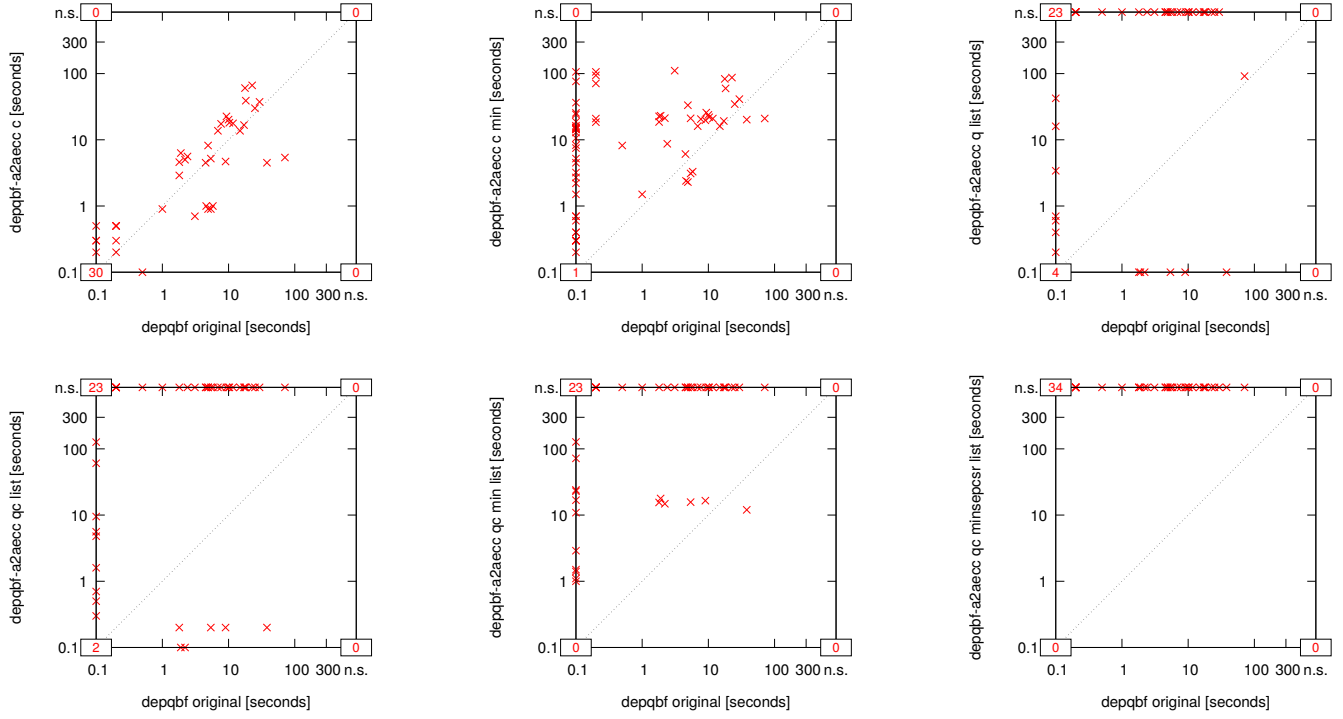 n.s. 0 0
300
100
10
1
0.1 30 0
0.1 1 10 100 300 n.s.
depqbf original [seconds]
depqbf-a2aecc c [seconds]
n.s. 0 0
300
100
10
1
0.1 1 0
0.1 1 10 100 300 n.s.
depqbf original [seconds]
depqbf-a2aecc c min [seconds]
n.s. 23 0
300
100
10
1
0.1 4 0
0.1 1 10 100 300 n.s.
depqbf original [seconds]
depqbf-a2aecc q list [seconds]
n.s. 23 0
300
100
10
1
0.1 2 0
0.1 1 10 100 300 n.s.
depqbf original [seconds]
depqbf-a2aecc qc list [seconds]
n.s. 23 0
300
100
10
1
0.1 0 0
0.1 1 10 100 300 n.s.
depqbf original [seconds]
depqbf-a2aecc qc min list [seconds]
n.s. 34 0
300
100
10
1
0.1 0 0
0.1 1 10 100 300 n.s.
depqbf original [seconds]
depqbf-a2aecc qc minsepcsr list [seconds]